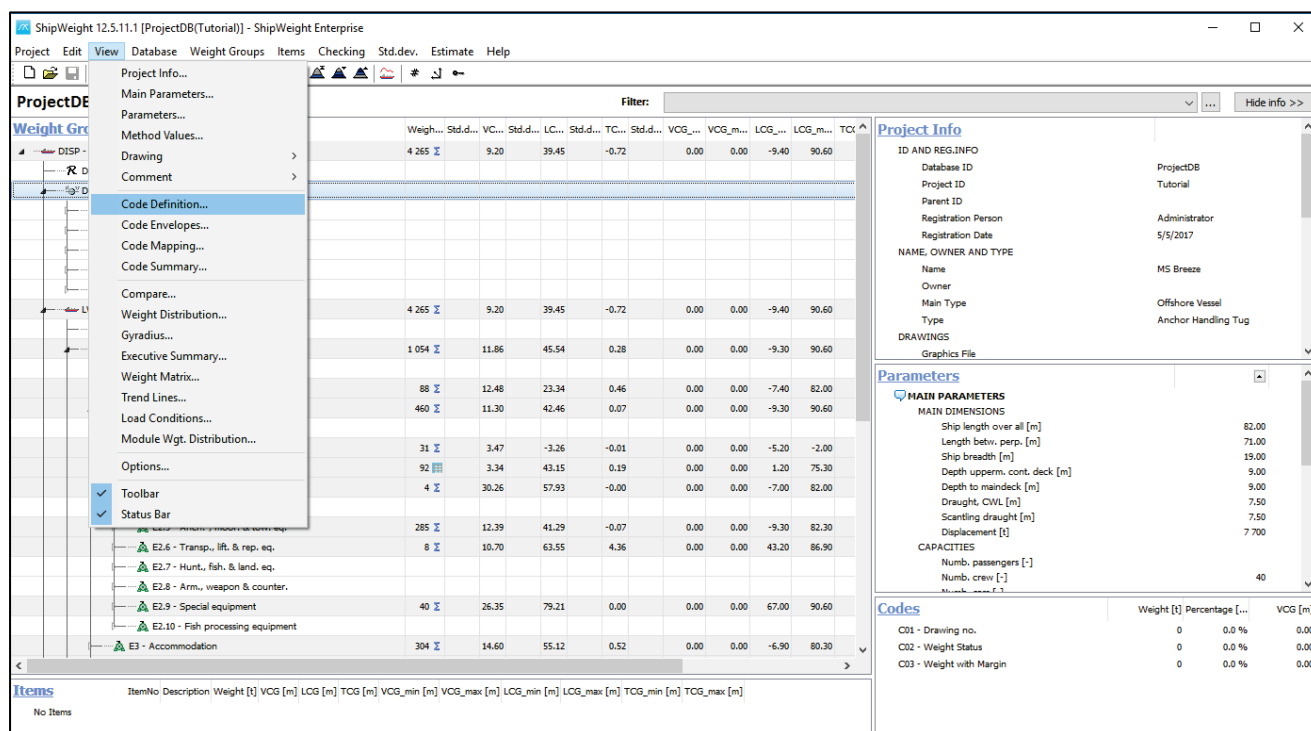 ShipWeight 12.5.11.1 [ProjectDB(Tutorial)] - ShipWeight Enterprise
Project Edit View Database Weight Groups Items Checking Std.dev. Estimate Help
ProjectDB
Filter:
... Hide info >>
Weight Gro
Weigh... Std.d... VC... Std.d... LC... Std.d... TC... Std.d... VCG_... VCG_m... LCG_... LCG_m... TCG
DISP - 4 265 Σ 9.20 39.45 -0.72 0.00 0.00 -9.40 90.60
R D
D
LV 4 265 Σ 9.20 39.45 -0.72 0.00 0.00 -9.40 90.60
1 054 Σ 11.86 45.54 0.28 0.00 0.00 -9.30 90.60
88 Σ 12.48 23.34 0.46 0.00 0.00 -7.40 82.00
460 Σ 11.30 42.46 0.07 0.00 0.00 -9.30 90.60
31 Σ 3.47 -3.26 -0.01 0.00 0.00 -5.20 -2.00
92 3.34 43.15 0.19 0.00 0.00 1.20 75.30
4 Σ 30.26 57.93 -0.00 0.00 0.00 -7.00 82.00
285 Σ 12.39 41.29 -0.07 0.00 0.00 -9.30 82.30
E2.6 - Transp., lift. & rep. eq. 8 Σ 10.70 63.55 4.36 0.00 0.00 43.20 86.90
E2.7 - Hunt., fish. & land. eq.
E2.8 - Arm., weapon & counter.
E2.9 - Special equipment 40 Σ 26.35 79.21 0.00 0.00 0.00 67.00 90.60
E2.10 - Fish processing equipment
E3 - Accommodation 304 Σ 14.60 55.12 0.52 0.00 0.00 -6.90 80.30
Project Info...
Main Parameters...
Parameters...
Method Values...
Drawing
Comment
Code Definition...
Code Envelopes...
Code Mapping...
Code Summary...
Compare...
Weight Distribution...
Gyradius...
Executive Summary...
Weight Matrix...
Trend Lines...
Load Conditions...
Module Wgt. Distribution...
Options...
Toolbar
Status Bar
Items
ItemNo Description Weight [t] VCG [m] LCG [m] TCG [m] VCG_min [m] VCG_max [m] LCG_min [m] LCG_max [m] TCG_min [m] TCG_max [m]
No Items
Project Info
ID AND REG.INFO
Database ID ProjectDB
Project ID Tutorial
Parent ID
Registration Person Administrator
Registration Date 5/5/2017
NAME, OWNER AND TYPE
Name MS Breeze
Owner
Main Type Offshore Vessel
Type Anchor Handling Tug
DRAWINGS
Graphics File
Parameters
MAIN PARAMETERS
MAIN DIMENSIONS
Ship length over all [m] 82.00
Length betw. perp. [m] 71.00
Ship breadth [m] 19.00
Depth upperm. cont. deck [m] 9.00
Depth to maindeck [m] 9.00
Draught, CWL [m] 7.50
Scantling draught [m] 7.50
Displacement [t] 7 700
CAPACITIES
Numb. passengers [-]
Numb. crew [-] 40
Codes
Weight [t] Percentage [... VCG [m]
C01 - Drawing no. 0 0.0 % 0.00
C02 - Weight Status 0 0.0 % 0.00
C03 - Weight with Margin 0 0.0 % 0.00